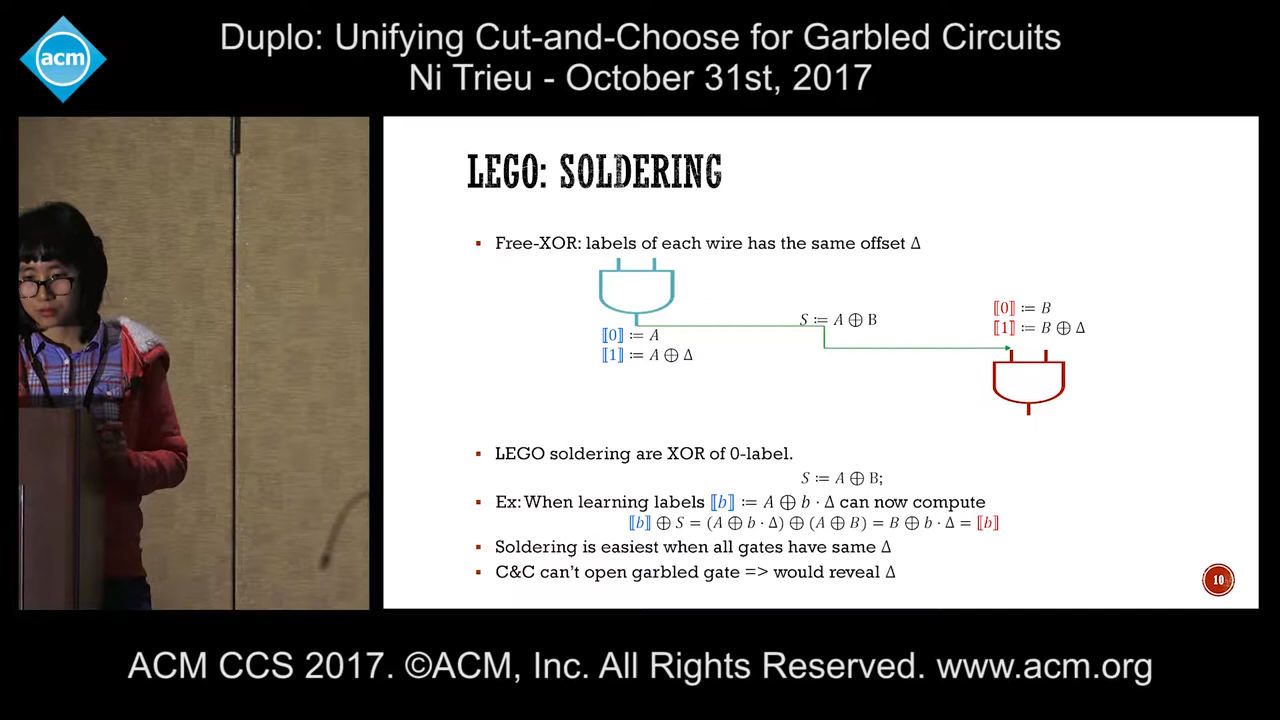 Duplo: Unifying Cut-and-Choose for Garbled Circuits
Ni Trieu - October 31st, 2017
acm
LEGO: SOLDERING
▪ Free-XOR: labels of each wire has the same offset Δ
⟦0⟧ ≔ A
⟦1⟧ ≔ A ⊕ Δ
S ≔ A ⊕ B
⟦0⟧ ≔ B
⟦1⟧ ≔ B ⊕ Δ
▪ LEGO soldering are XOR of 0-label.
S ≔ A ⊕ B;
▪ Ex: When learning labels ⟦b⟧ ≔ A ⊕ b · Δ can now compute
⟦b⟧ ⊕ S = (A ⊕ b · Δ) ⊕ (A ⊕ B) = B ⊕ b · Δ = ⟦b⟧
▪ Soldering is easiest when all gates have same Δ
▪ C&C can't open garbled gate => would reveal Δ
10
ACM CCS 2017. ©ACM, Inc. All Rights Reserved. www.acm.org